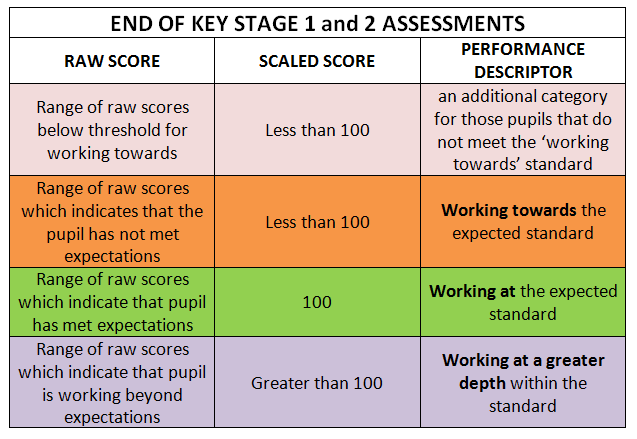 END OF KEY STAGE 1 and 2 ASSESSMENTS
RAW SCORE
SCALED SCORE
PERFORMANCE
DESCRIPTOR
Range of raw scores
below threshold for
working towards
Less than 100
an additional category
for those pupils that do
not meet the ‘working
towards’ standard
Range of raw scores
which indicates that the
pupil has not met
expectations
Less than 100
Working towards the
expected standard
Range of raw scores
which indicate that pupil
has met expectations
100
Working at the expected
standard
Range of raw scores
which indicate that pupil
is working beyond
expectations
Greater than 100
Working at a greater
depth within the
standard